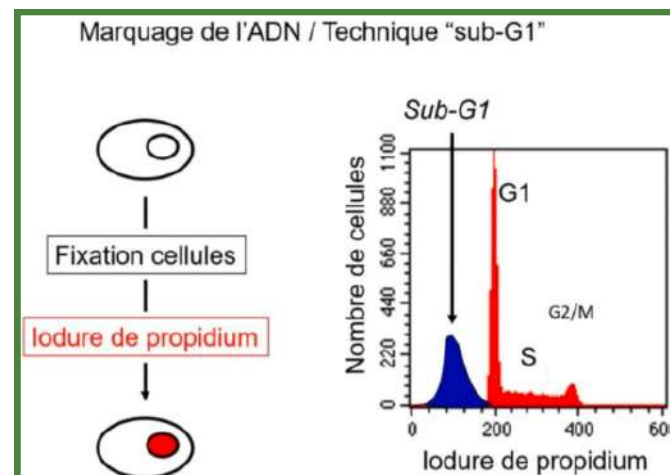 Marquage de l'ADN / Technique “sub-G1”
Fixation cellules
Iodure de propidium
Sub-G1
Nombre de cellules
1100
880
660
440
220
0
G1
S
G2/M
0 200 400 600
Iodure de propidium